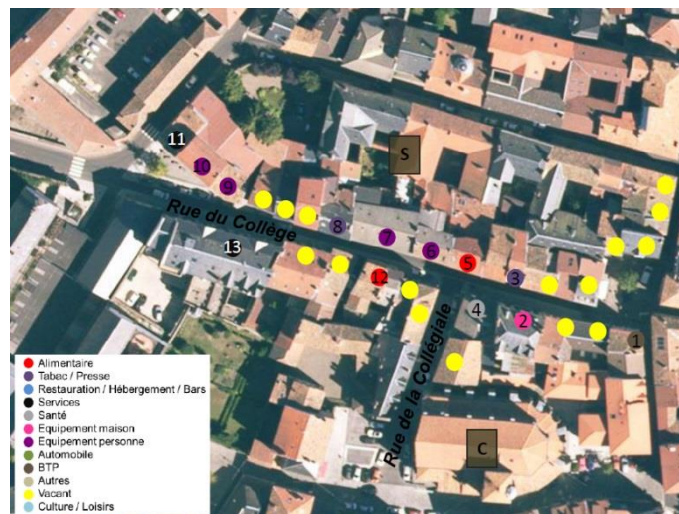 S
11
10
9
Rue du Collège
8
7
6
13
5
12
3
4
2
1
Rue de la Collégiale
C
Alimentaire
Tabac / Presse
Restauration / Hébergement / Bars
Services
Santé
Equipement maison
Equipement personne
Automobile
BTP
Autres
Vacant
Culture / Loisirs